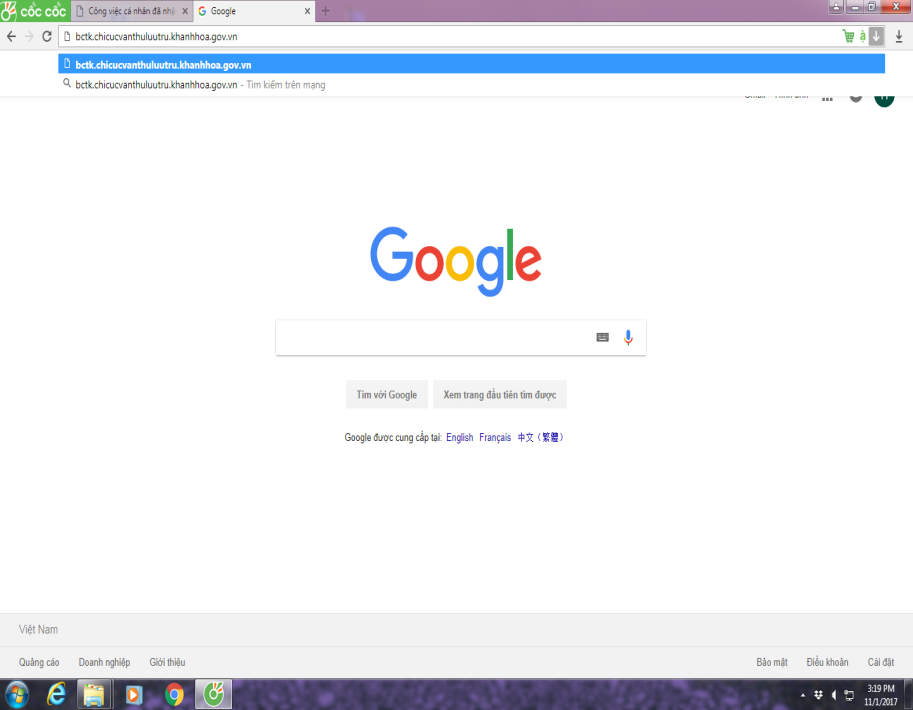 cốc cốc
Công việc cá nhân đã nhậ
Google
bctk.chicucvanthuluutru.khanhhoa.gov.vn
bctk.chicucvanthuluutru.khanhhoa.gov.vn
bctk.chicucvanthuluutru.khanhhoa.gov.vn - Tìm kiếm trên mạng
Google
Tìm với Google
Xem trang đầu tiên tìm được
Google được cung cấp tại: English Français 中文（繁體）
Việt Nam
Quảng cáo Doanh nghiệp Giới thiệu
Bảo mật Điều khoản Cài đặt
3:19 PM
11/1/2017